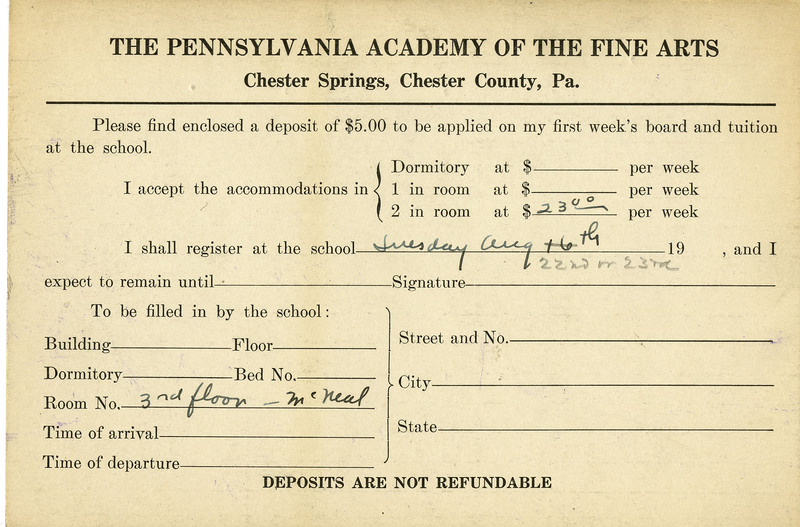 THE PENNSYLVANIA ACADEMY OF THE FINE ARTS
Chester Springs, Chester County, Pa.
Please find enclosed a deposit of $5.00 to be applied on my first week's board and tuition
at the school.
I accept the accommodations in
Dormitory at $ per week
1 in room at $ per week
2 in room at $ 23 00 per week
I shall register at the school Tuesday Aug 16th 19 , and I
22nd or 23rd
expect to remain until Signature
To be filled in by the school:
Building Floor
Dormitory Bed No.
Room No. 3rd floor - McNeal
Time of arrival
Time of departure
Street and No.
City
State
DEPOSITS ARE NOT REFUNDABLE